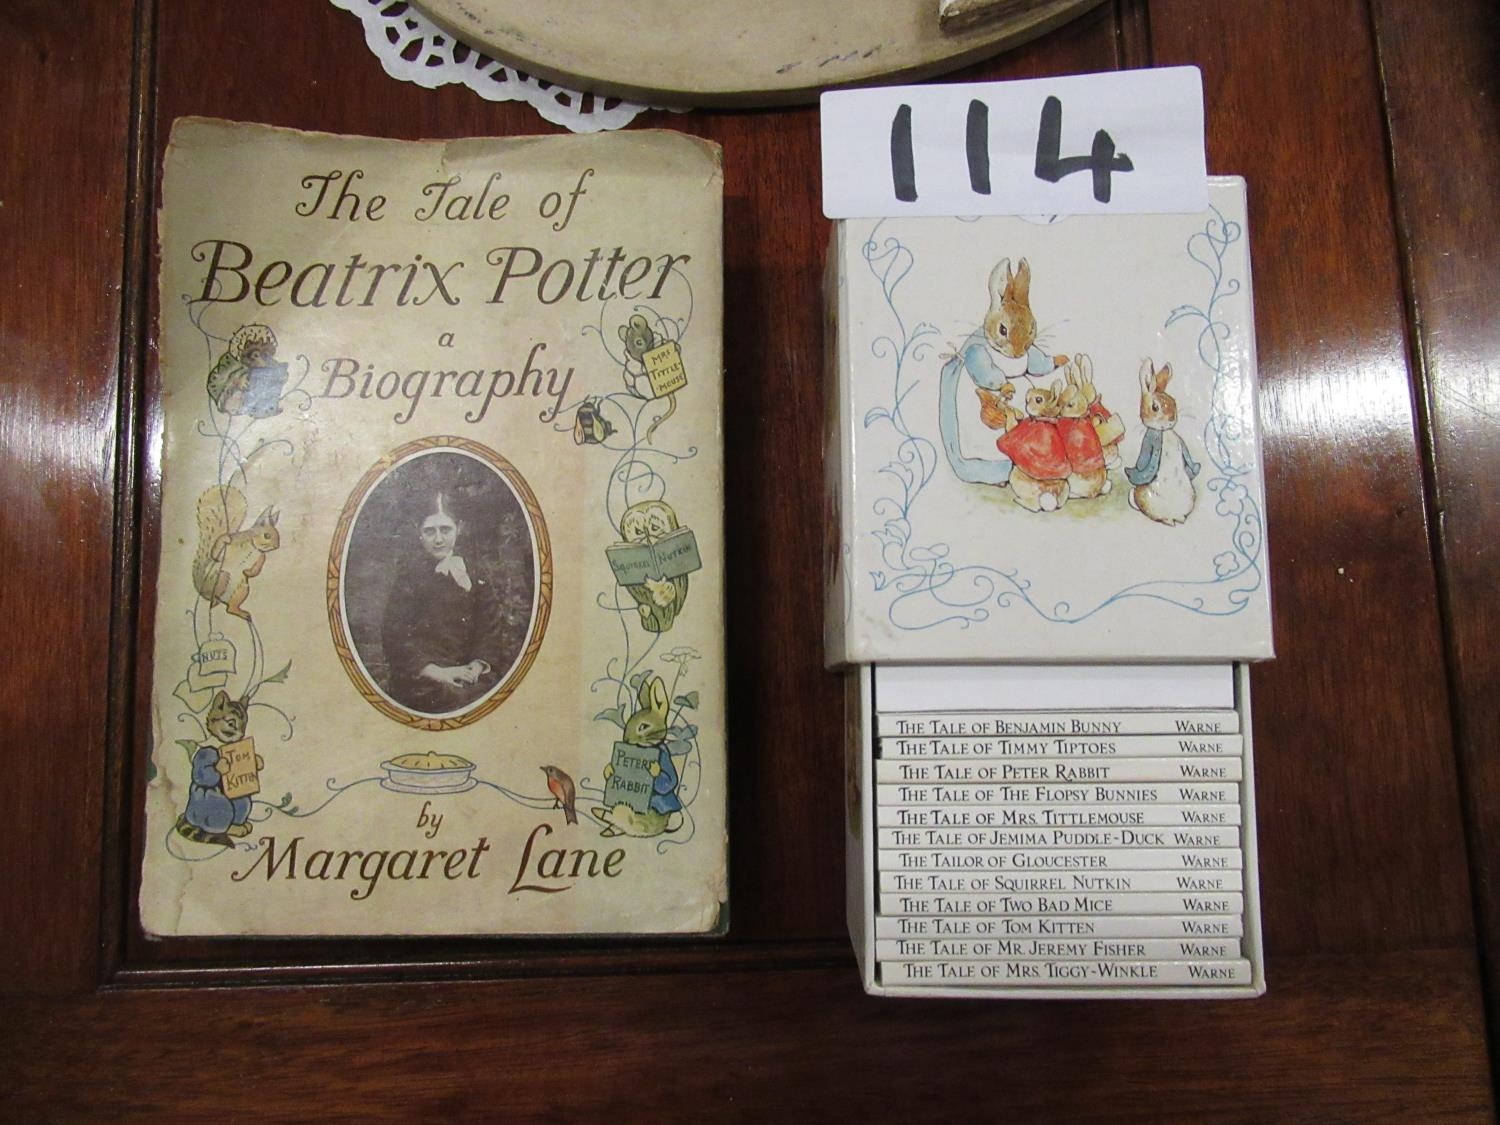 The Tale of
Beatrix Potter
a
Biography
MRS
TITTLE-
MOUSE
SQUIRREL NUTKIN
NUTS
TOM
KITTEN
PETER
RABBIT
by
Margaret Lane
114
THE TALE OF BENJAMIN BUNNY WARNE
THE TALE OF TIMMY TIPTOES WARNE
THE TALE OF PETER RABBIT WARNE
THE TALE OF THE FLOPSY BUNNIES WARNE
THE TALE OF MRS. TITTLEMOUSE WARNE
THE TALE OF JEMIMA PUDDLE-DUCK WARNE
THE TAILOR OF GLOUCESTER WARNE
THE TALE OF SQUIRREL NUTKIN WARNE
THE TALE OF TWO BAD MICE WARNE
THE TALE OF TOM KITTEN WARNE
THE TALE OF MR. JEREMY FISHER WARNE
THE TALE OF MRS. TIGGY-WINKLE WARNE